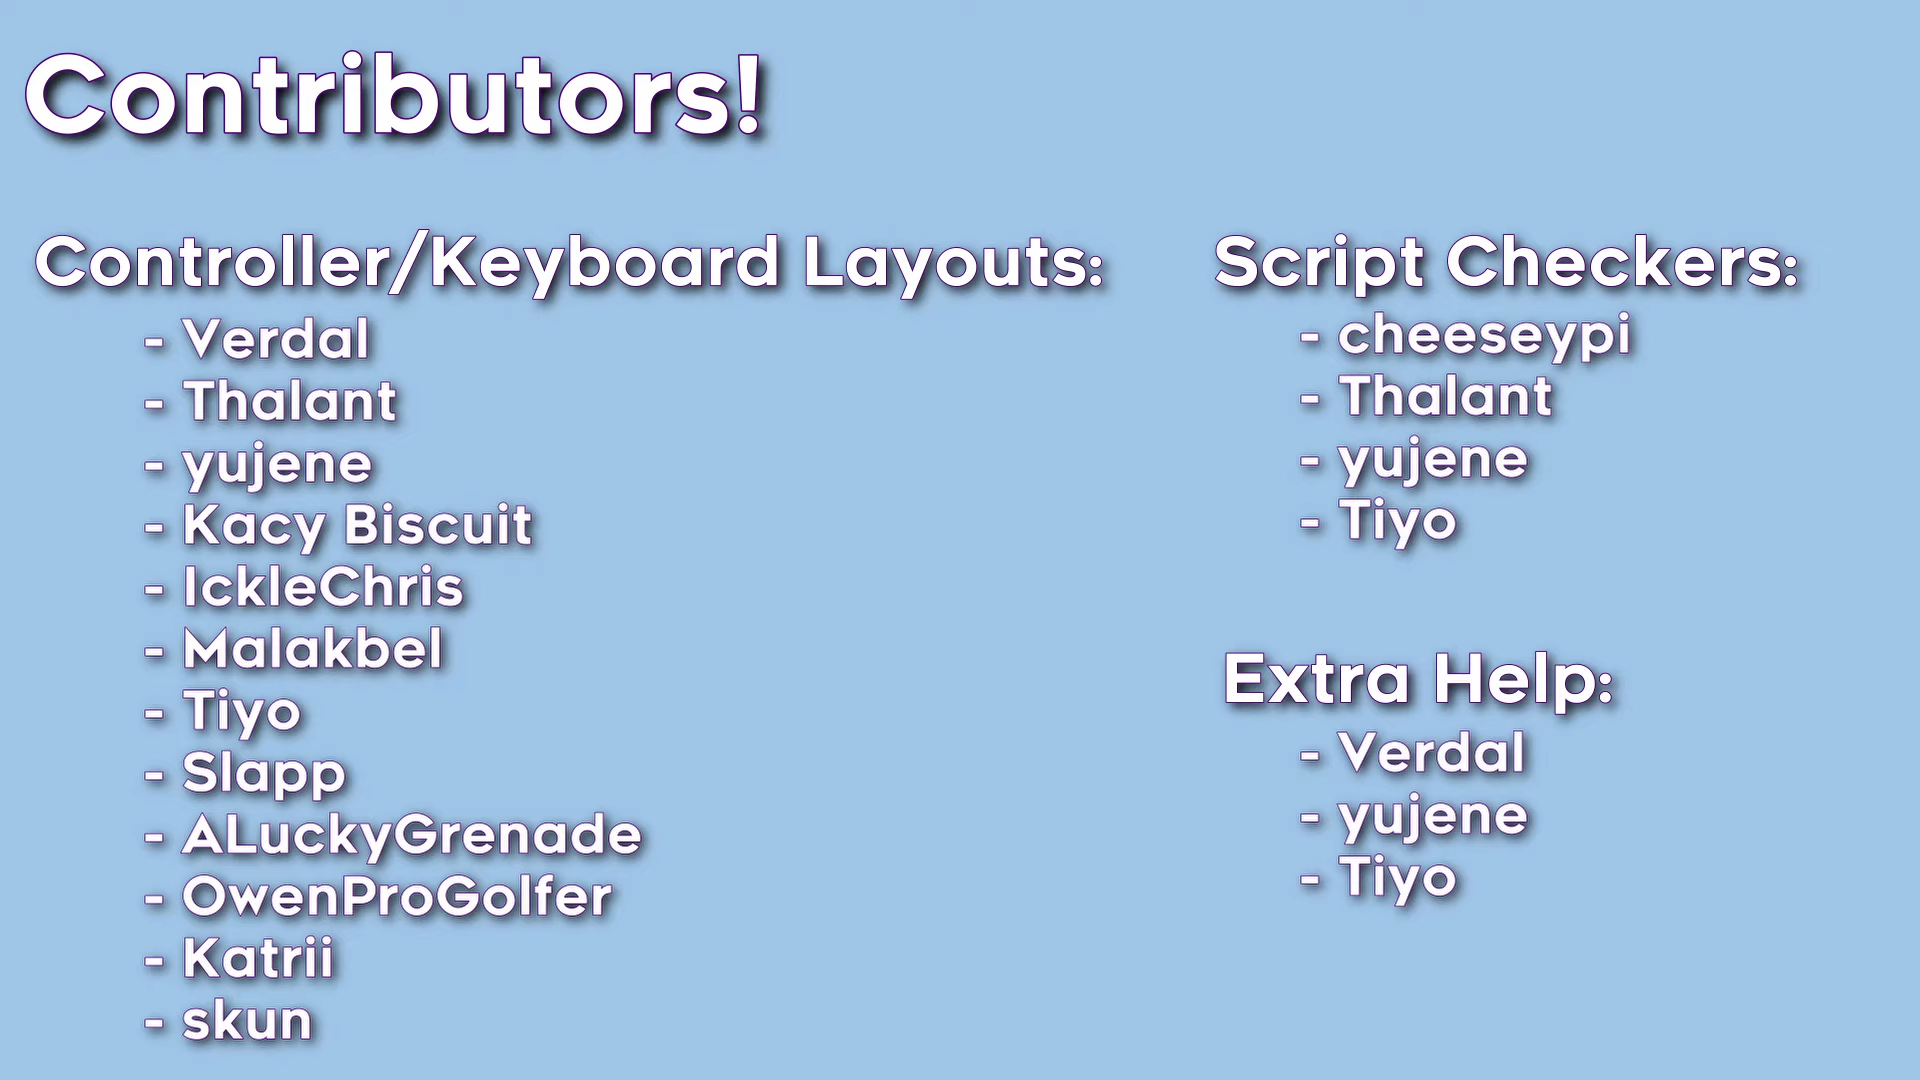 Contributors!
Controller/Keyboard Layouts:
- Verdal
- Thalant
- yujene
- Kacy Biscuit
- IckleChris
- Malakbel
- Tiyo
- Slapp
- ALuckyGrenade
- OwenProGolfer
- Katrii
- skun
Script Checkers:
- cheeseypi
- Thalant
- yujene
- Tiyo
Extra Help:
- Verdal
- yujene
- Tiyo